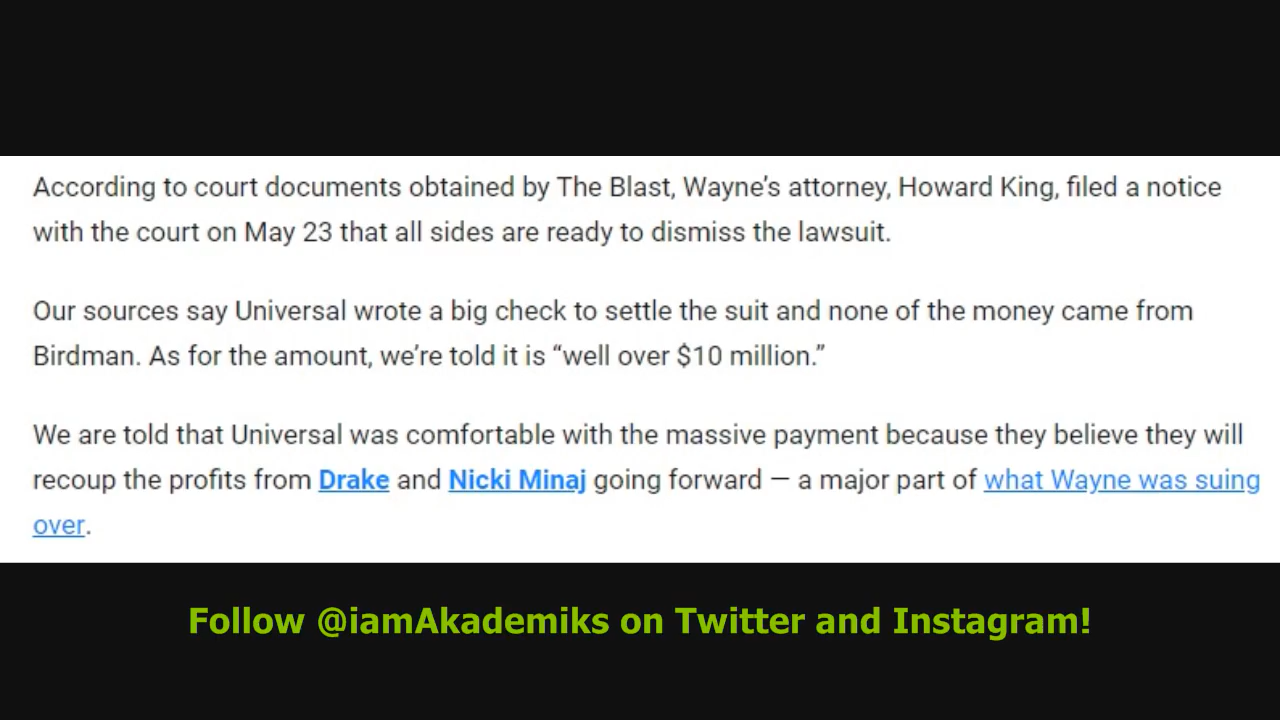 According to court documents obtained by The Blast, Wayne’s attorney, Howard King, filed a notice
with the court on May 23 that all sides are ready to dismiss the lawsuit.
Our sources say Universal wrote a big check to settle the suit and none of the money came from
Birdman. As for the amount, we’re told it is “well over $10 million.”
We are told that Universal was comfortable with the massive payment because they believe they will
recoup the profits from Drake and Nicki Minaj going forward — a major part of what Wayne was suing
over.
Follow @iamAkademiks on Twitter and Instagram!